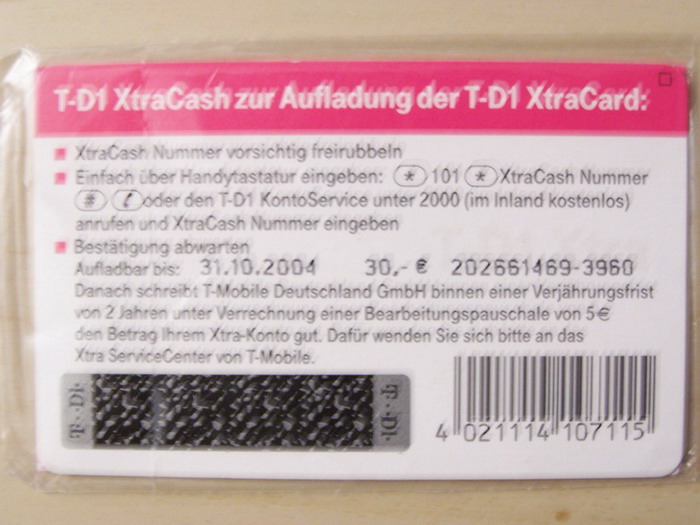 T-D1 XtraCash zur Aufladung der T-D1 XtraCard:
XtraCash Nummer vorsichtig freirubbeln
Einfach über Handytastatur eingeben: * 101 * XtraCash Nummer
# oder den T-D1 KontoService unter 2000 (im Inland kostenlos)
anrufen und XtraCash Nummer eingeben
Bestätigung abwarten
Aufladbar bis: 31.10.2004 30,- € 202661469-3960
Danach schreibt T-Mobile Deutschland GmbH binnen einer Verjährungsfrist
von 2 Jahren unter Verrechnung einer Bearbeitungspauschale von 5€
den Betrag Ihrem Xtra-Konto gut. Dafür wenden Sie sich bitte an das
Xtra ServiceCenter von T-Mobile.
T··D1·
T··D1·
4 021114 107115